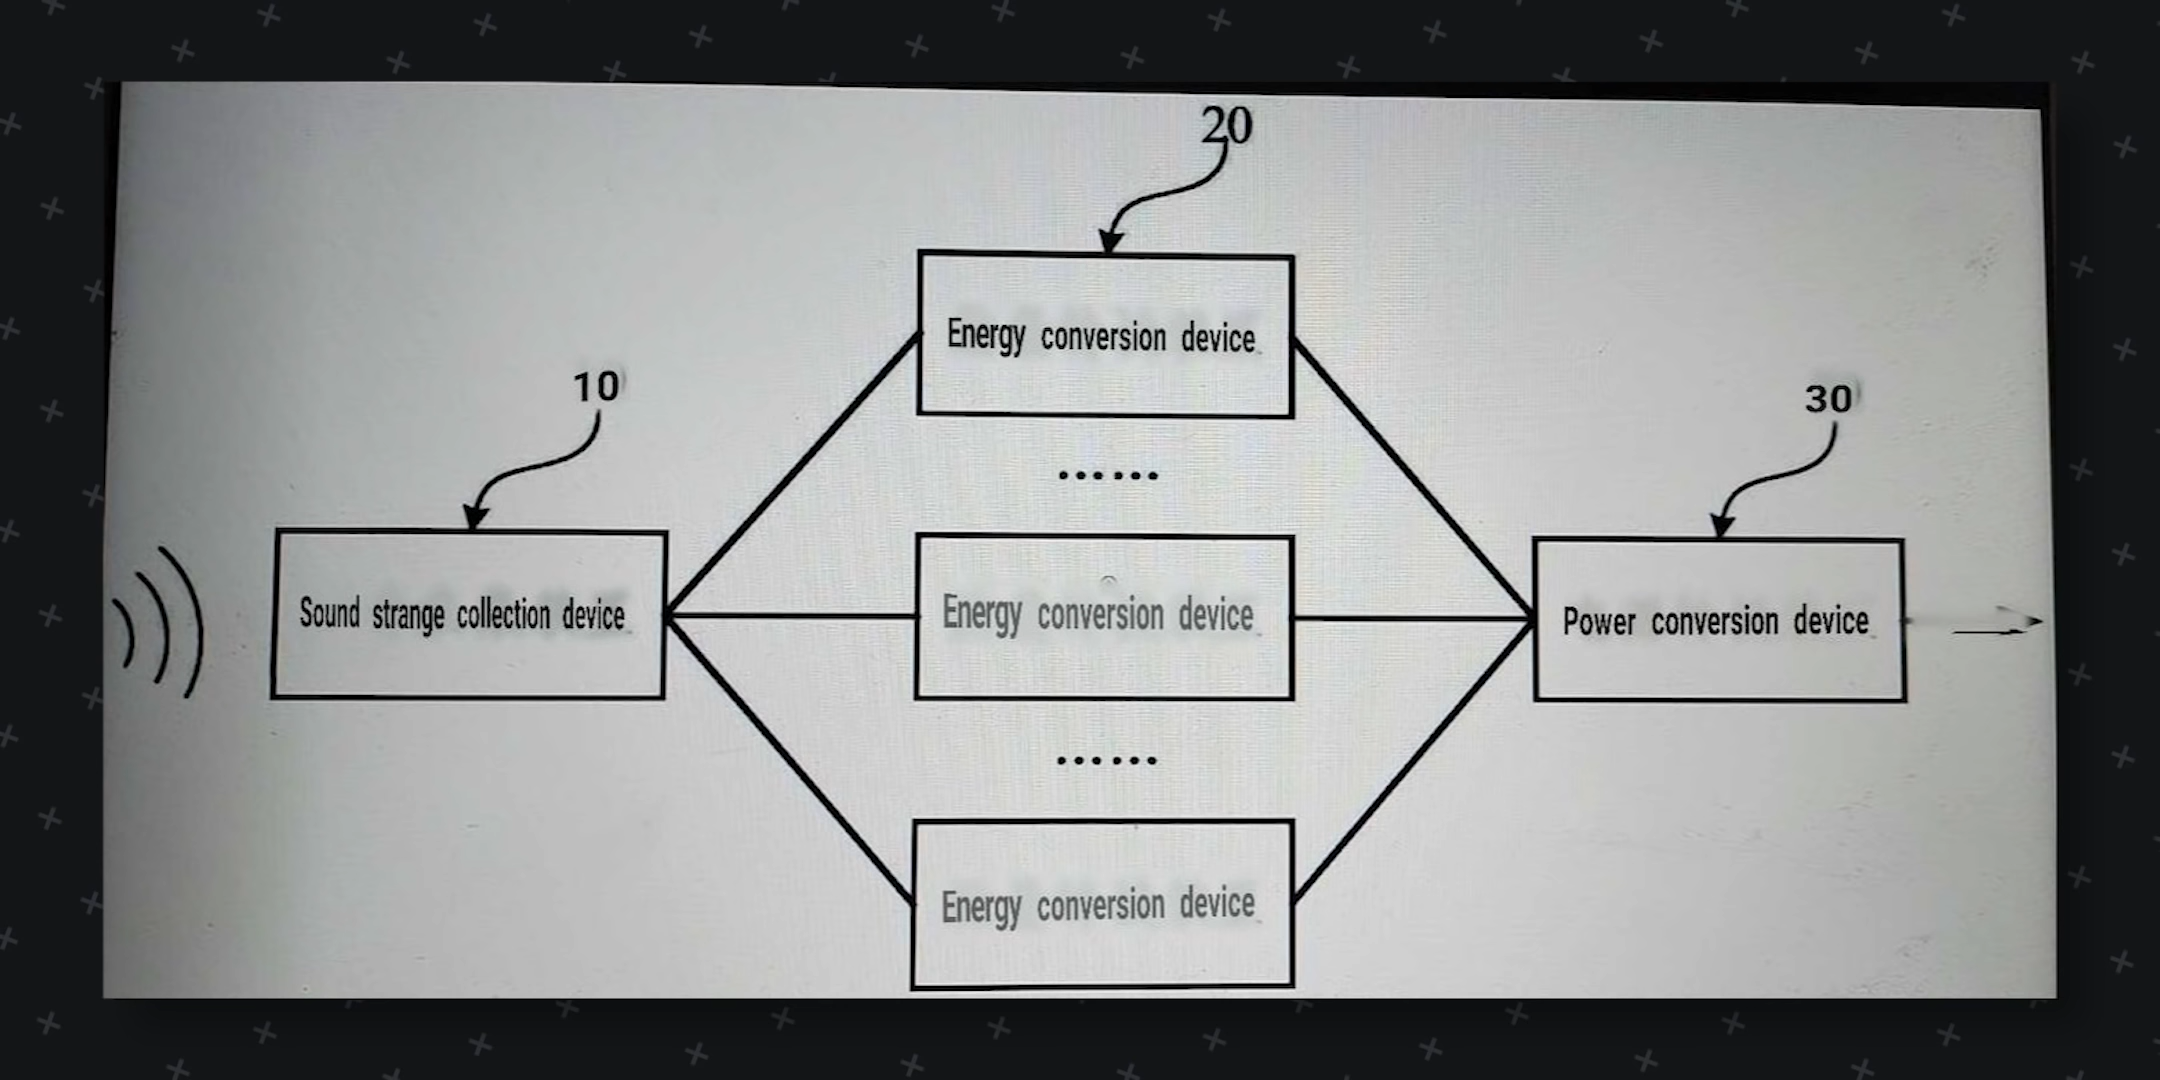 20
Energy conversion device
......
10
30
Sound strange collection device
Energy conversion device
Power conversion device
......
Energy conversion device